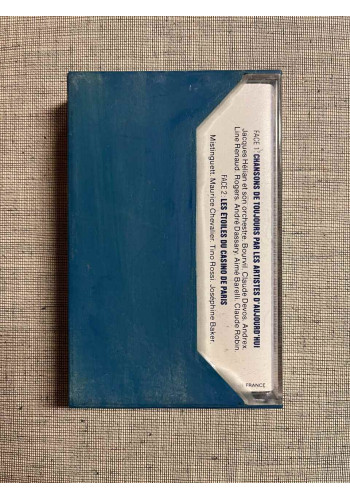 FACE 1 CHANSONS DE TOUJOURS PAR LES ARTISTES D'AUJOURD'HUI
Jacques Hélian et son orchestre. Bourvil. Claude Devos. Andrex.
Line Renaud. Rogers. André Dassary. Aimé Barelli. Claude Robin.
FACE 2 LES ETOILES DU CASINO DE PARIS
Mistinguett. Maurice Chevalier. Tino Rossi. Joséphine Baker.
FRANCE